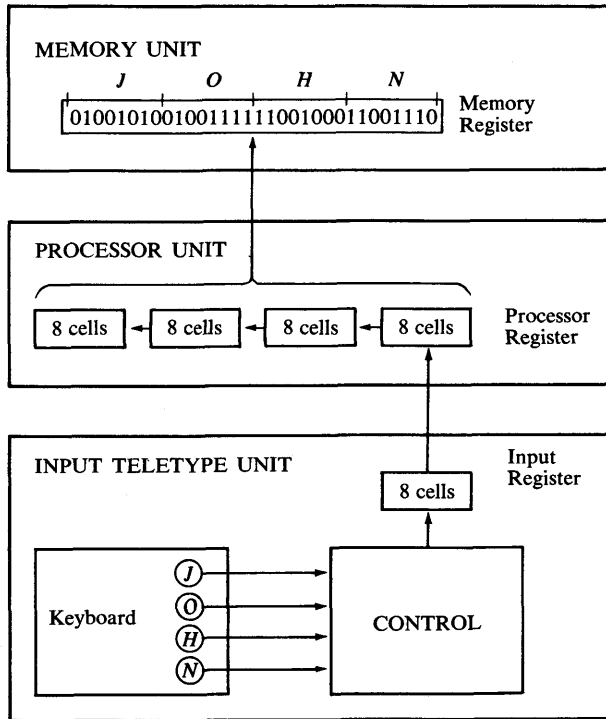 MEMORY UNIT
J O H N
01001010010011111100100011001110
Memory
Register
PROCESSOR UNIT
8 cells 8 cells 8 cells 8 cells
Processor
Register
INPUT TELETYPE UNIT
Input
Register
8 cells
Keyboard
J
O
H
N
CONTROL